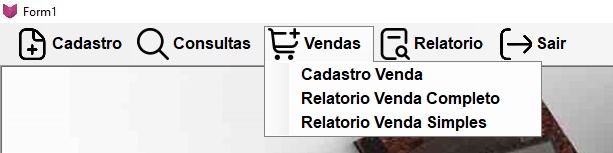 Form1
Cadastro Consultas Vendas Relatorio Sair
Cadastro Venda
Relatorio Venda Completo
Relatorio Venda Simples